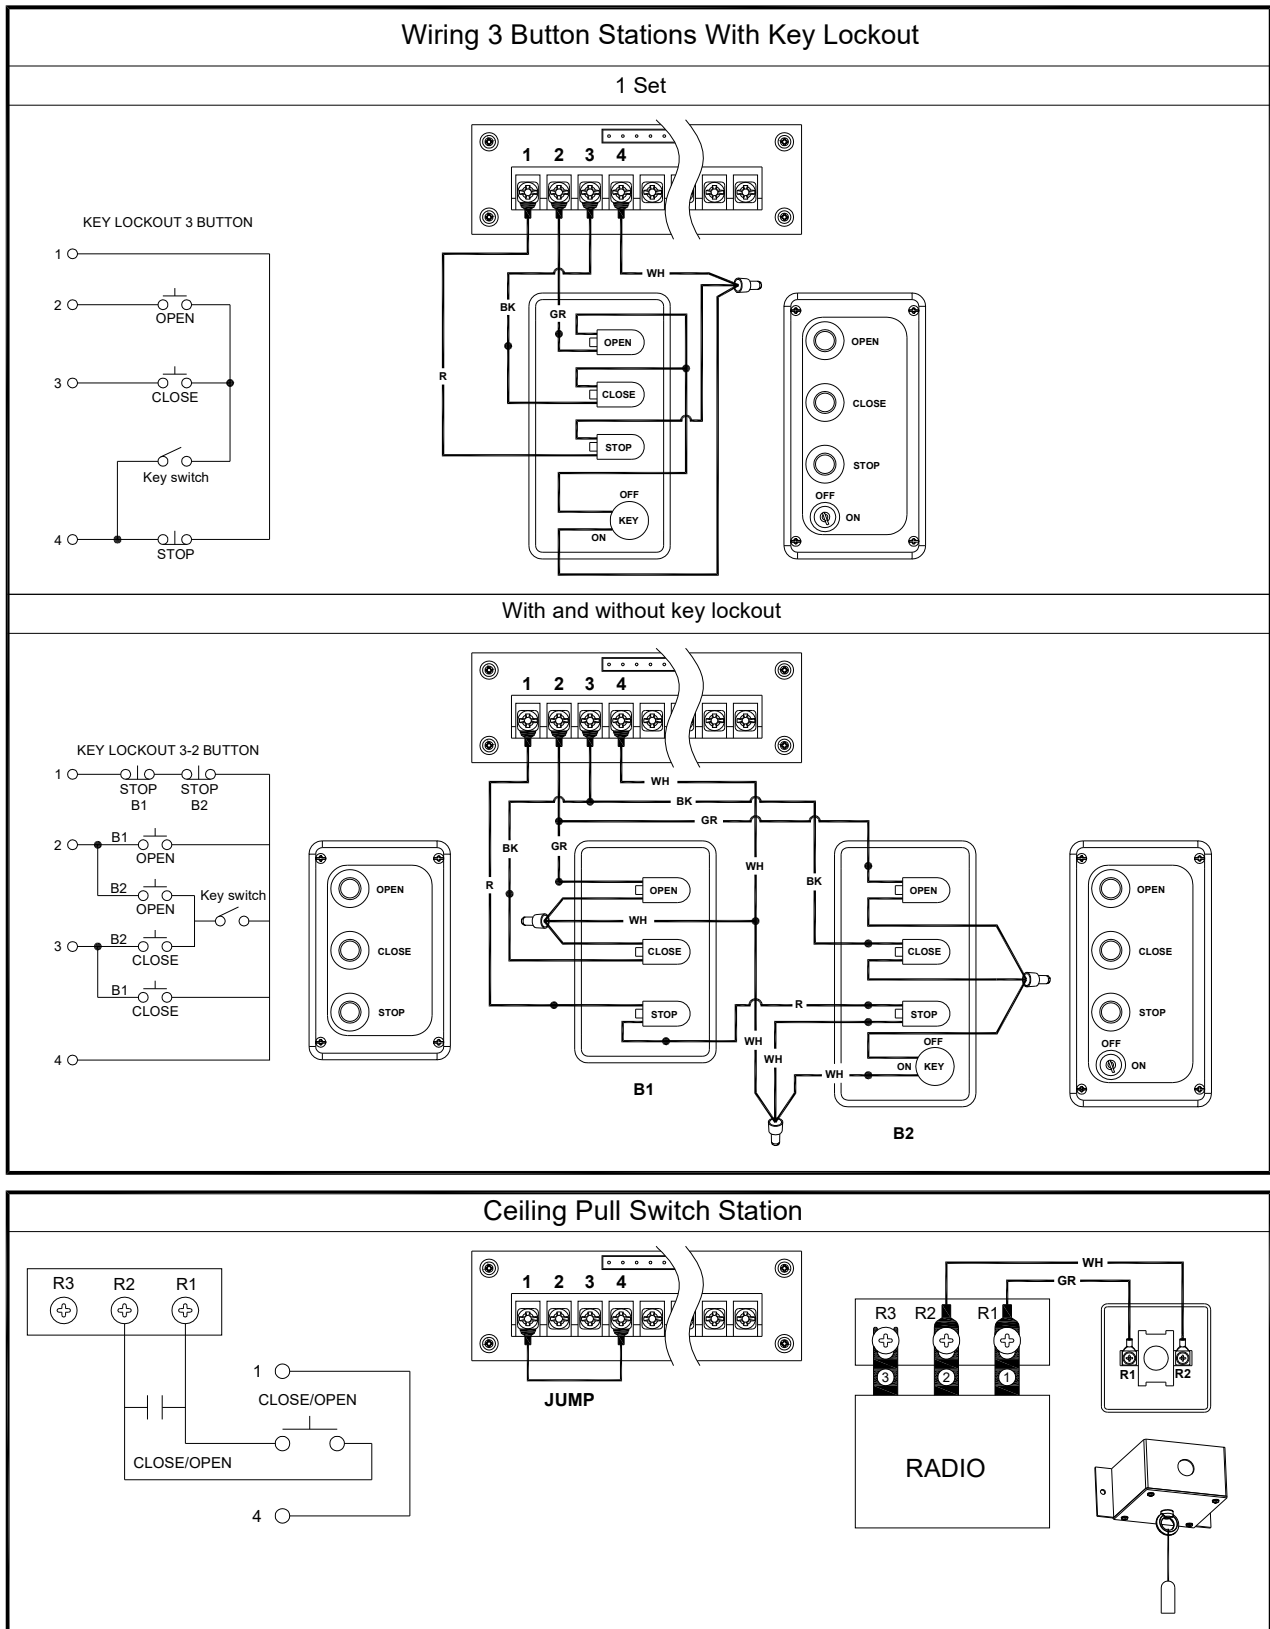 Wiring 3 Button Stations With Key Lockout
1 Set
1 2 3 4
KEY LOCKOUT 3 BUTTON
1
2
OPEN
3
CLOSE
Key switch
4
STOP
WH
BK
GR
R
OPEN
CLOSE
STOP
OFF
KEY
ON
OPEN
CLOSE
STOP
OFF
ON
With and without key lockout
1 2 3 4
KEY LOCKOUT 3-2 BUTTON
1
STOP STOP
B1 B2
2
B1
OPEN
B2
OPEN
Key switch
3
B2
CLOSE
B1
CLOSE
4
OPEN
CLOSE
STOP
WH
BK
GR
BK
GR
R
WH
BK
OPEN
WH
CLOSE
STOP
WH
B1
R
WH
WH
OPEN
CLOSE
STOP
OFF
ON KEY
B2
OPEN
CLOSE
STOP
OFF
ON
Ceiling Pull Switch Station
R3 R2 R1
1
CLOSE/OPEN
CLOSE/OPEN
4
1 2 3 4
JUMP
WH
GR
R3 R2 R1
3 2 1
RADIO
R1 R2